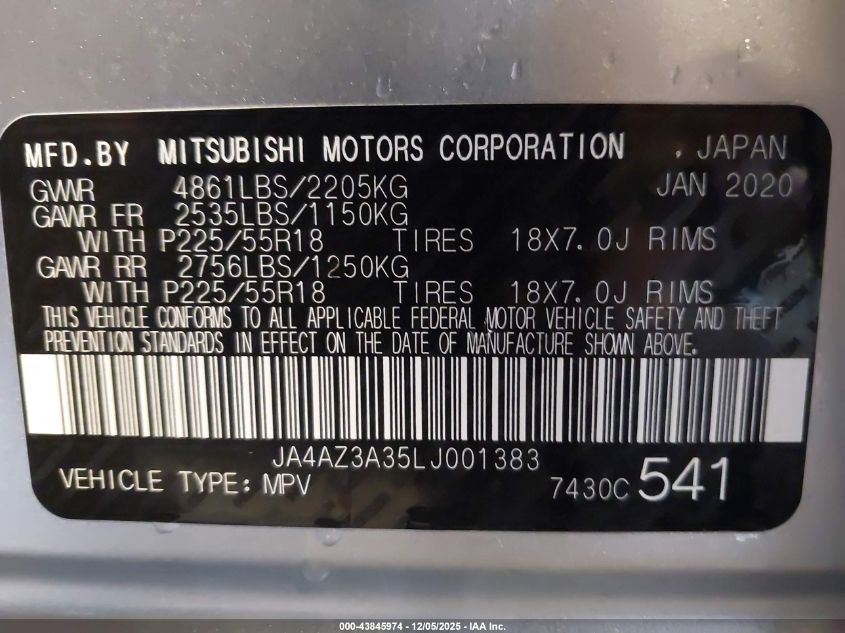 MFD.BY MITSUBISHI MOTORS CORPORATION . JAPAN
GVWR 4861LBS/2205KG JAN 2020
GAWR FR 2535LBS/1150KG
WITH P225/55R18 TIRES 18X7.0J RIMS
GAWR RR 2756LBS/1250KG
WITH P225/55R18 TIRES 18X7.0J RIMS
THIS VEHICLE CONFORMS TO ALL APPLICABLE FEDERAL MOTOR VEHICLE SAFETY AND THEFT
PREVENTION STANDARDS IN EFFECT ON THE DATE OF MANUFACTURE SHOWN ABOVE.
JA4AZ3A35LJ001383
VEHICLE TYPE: MPV 7430C 541
000-43845974 - 12/05/2025 - IAA Inc.